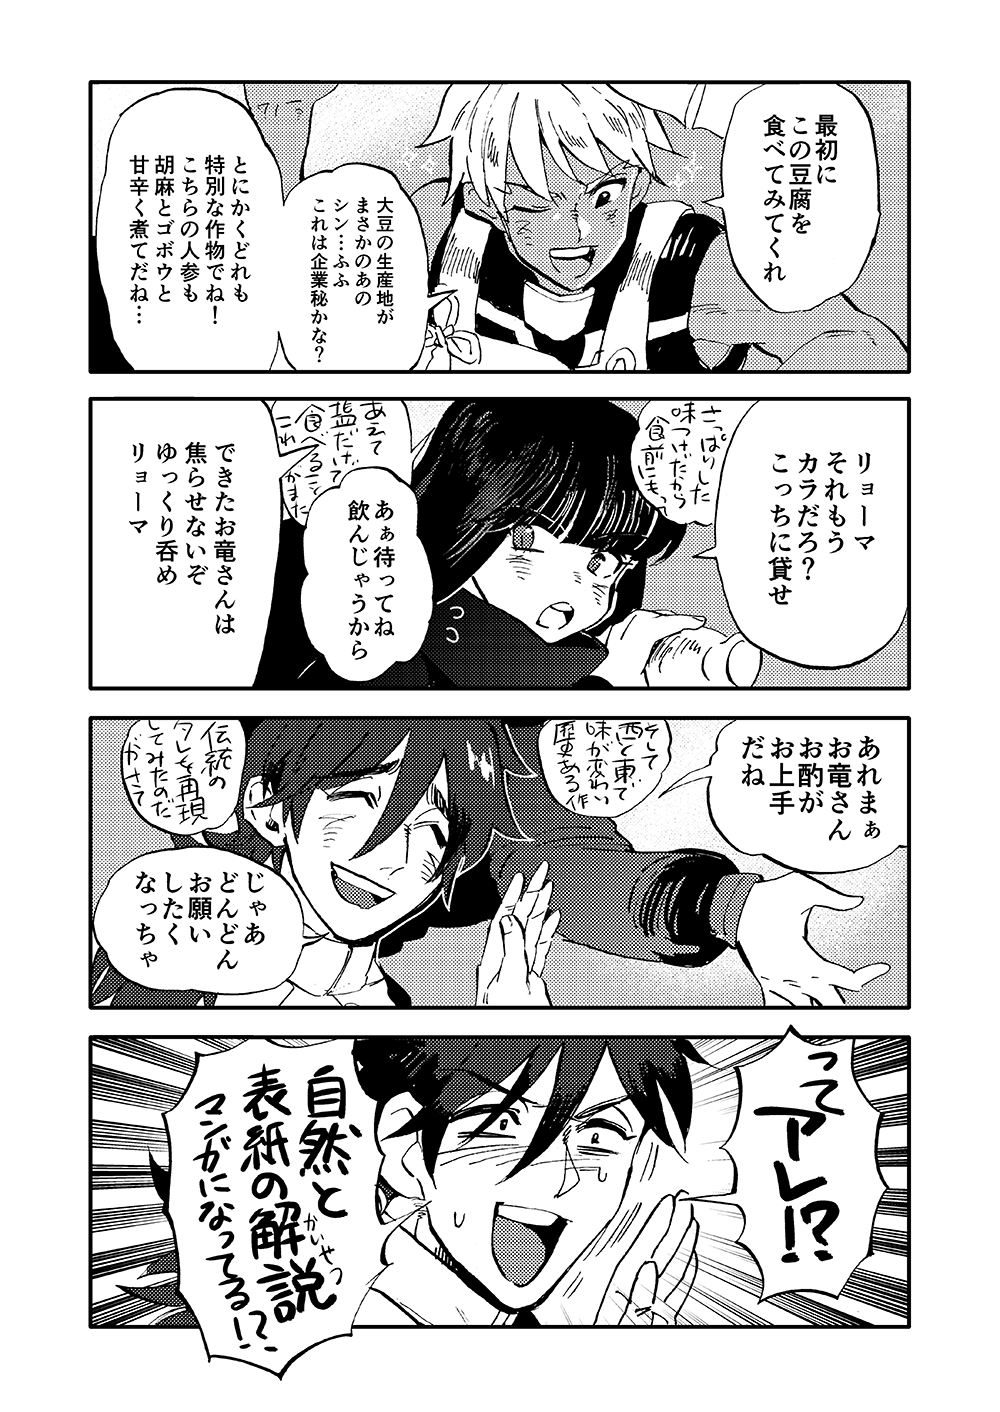 最初に
この豆腐を
食べてみてくれ
大豆の生産地が
まさかのあの
シン…ふふ
これは企業秘かな？
とにかくどれも
特別な作物でね！
こちらの人参も
胡麻とゴボウと
甘辛く煮てだね…
リョーマ
それもう
カラだろ？
こっちに貸せ
さっぱりした
味つけだから
食前にもっ
あぁ待ってね
飲んじゃうから
あえて
塩だけで
食べること
これ
かまた
できたお竜さんは
焦らせないぞ
ゆっくり呑め
リョーマ
あれまぁ
お竜さん
お酌が
お上手
だね
そして
西と東で
味が変わい
歴史ある作
伝統の
アレを再現
してみたのだ
がさて
じゃあ
どんどん
お願い
したく
なっちゃ
って
アレ!?
自然と
表紙の解説
かいせつ
マンガになってる!?